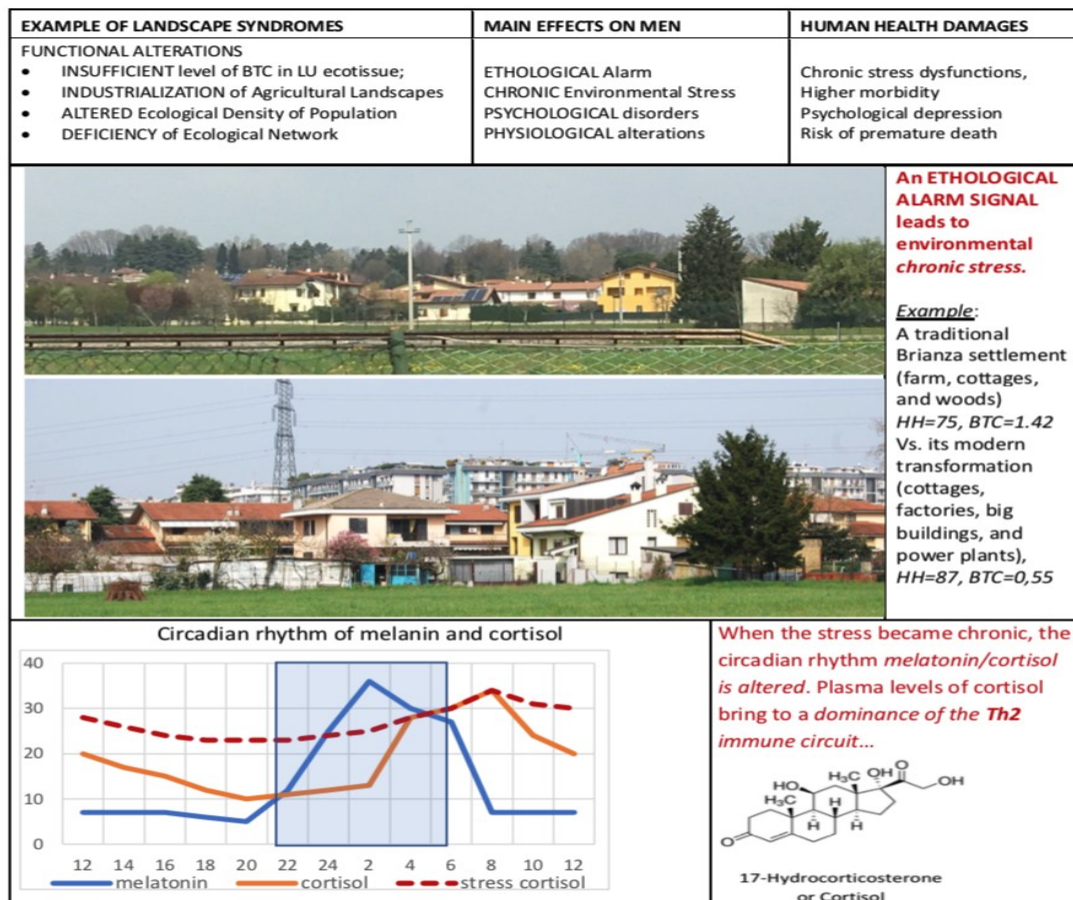 EXAMPLE OF LANDSCAPE SYNDROMES
MAIN EFFECTS ON MEN
HUMAN HEALTH DAMAGES
FUNCTIONAL ALTERATIONS
• INSUFFICIENT level of BTC in LU ecotissue;
• INDUSTRIALIZATION of Agricultural Landscapes
• ALTERED Ecological Density of Population
• DEFICIENCY of Ecological Network
ETHOLOGICAL Alarm
CHRONIC Environmental Stress
PSYCHOLOGICAL disorders
PHYSIOLOGICAL alterations
Chronic stress dysfunctions,
Higher morbidity
Psychological depression
Risk of premature death
An ETHOLOGICAL
ALARM SIGNAL
leads to
environmental
chronic stress.
Example:
A traditional
Brianza settlement
(farm, cottages,
and woods)
HH=75, BTC=1.42
Vs. its modern
transformation
(cottages,
factories, big
buildings, and
power plants),
HH=87, BTC=0,55
Circadian rhythm of melanin and cortisol
40
30
20
10
0
12 14 16 18 20 22 24 2 4 6 8 10 12
melatonin cortisol stress cortisol
When the stress became chronic, the
circadian rhythm melatonin/cortisol
is altered. Plasma levels of cortisol
bring to a dominance of the Th2
immune circuit...
H₃C OH O OH
HO
H₃C H
H H
O
17-Hydrocorticosterone
or Cortisol